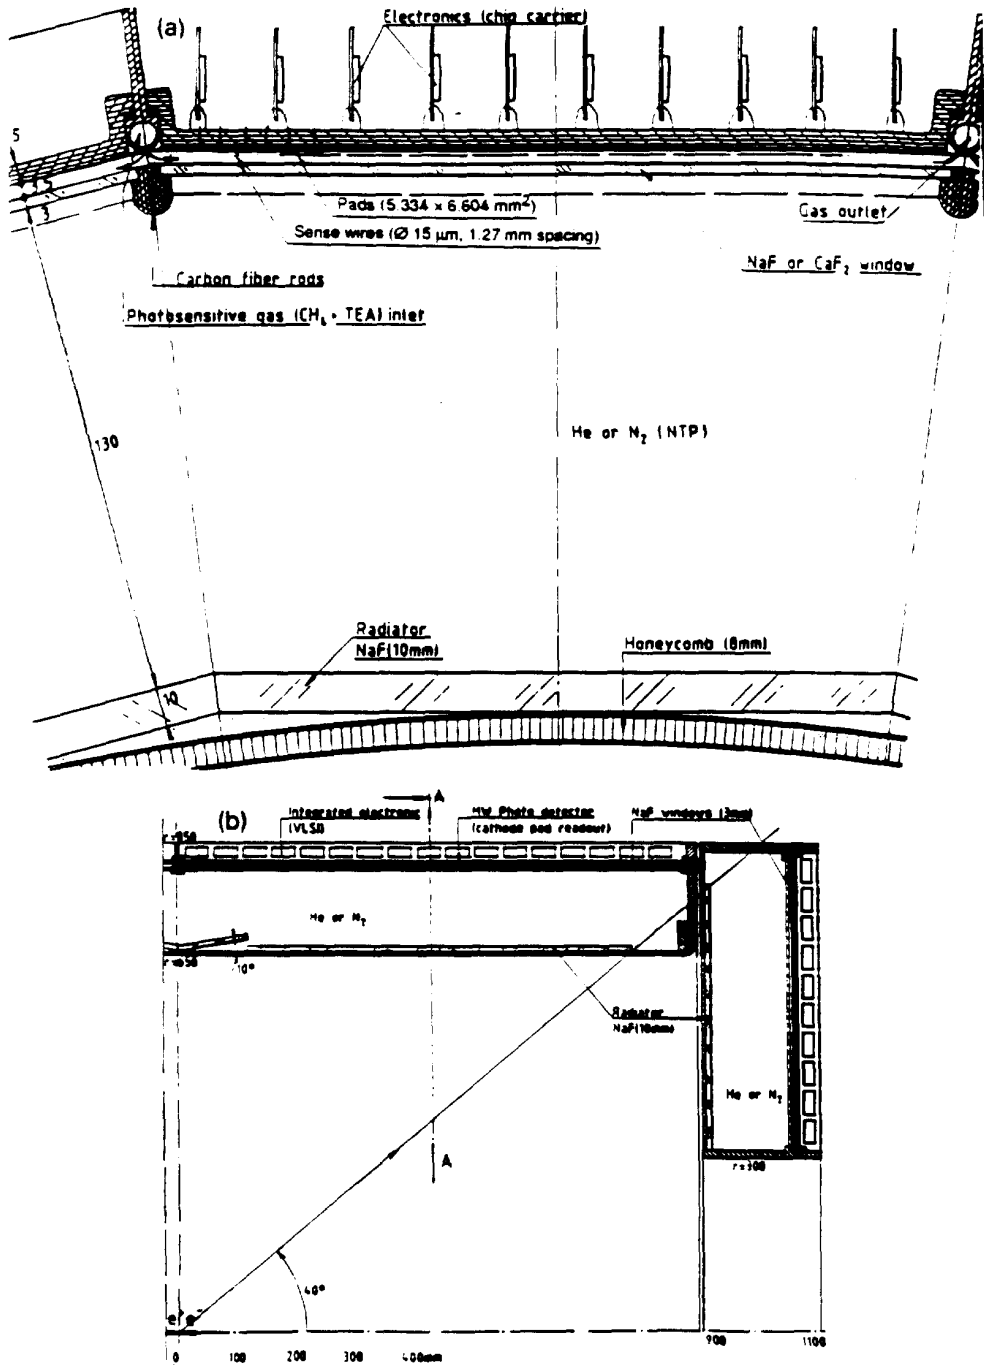 (a)
Electronics (chip carrier)
5
3
Pads (5.334 x 6.604 mm²)
Sense wires (Ø 15 µm, 1.27 mm spacing)
Gas outlet
NaF or CaF₂ window
Carbon fiber rods
Photosensitive gas (CH₄ + TEA) inlet
130
He or N₂ (NTP)
Radiator
NaF(10mm)
Honeycomb (8mm)
10
(b)
A
Integrated electronic
(VLSI)
MW Photo detector
(cathode pad readout)
NaF windows (3mm)
He or N₂
10°
Radiator
NaF(10mm)
He or N₂
A
r=300
40°
e⁺e⁻
900
1100
0
100
200
300
400mm